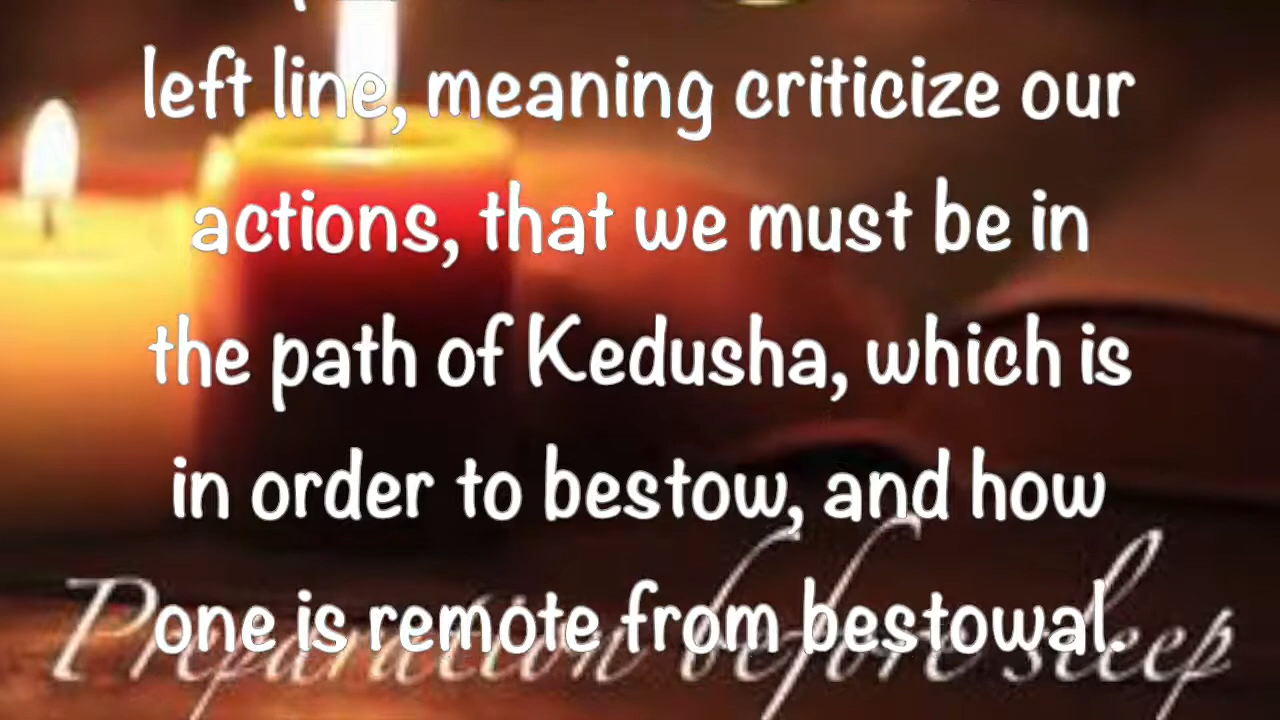 left line, meaning criticize our
actions, that we must be in
the path of Kedusha, which is
in order to bestow, and how
one is remote from bestowal.
Preparation before sleep